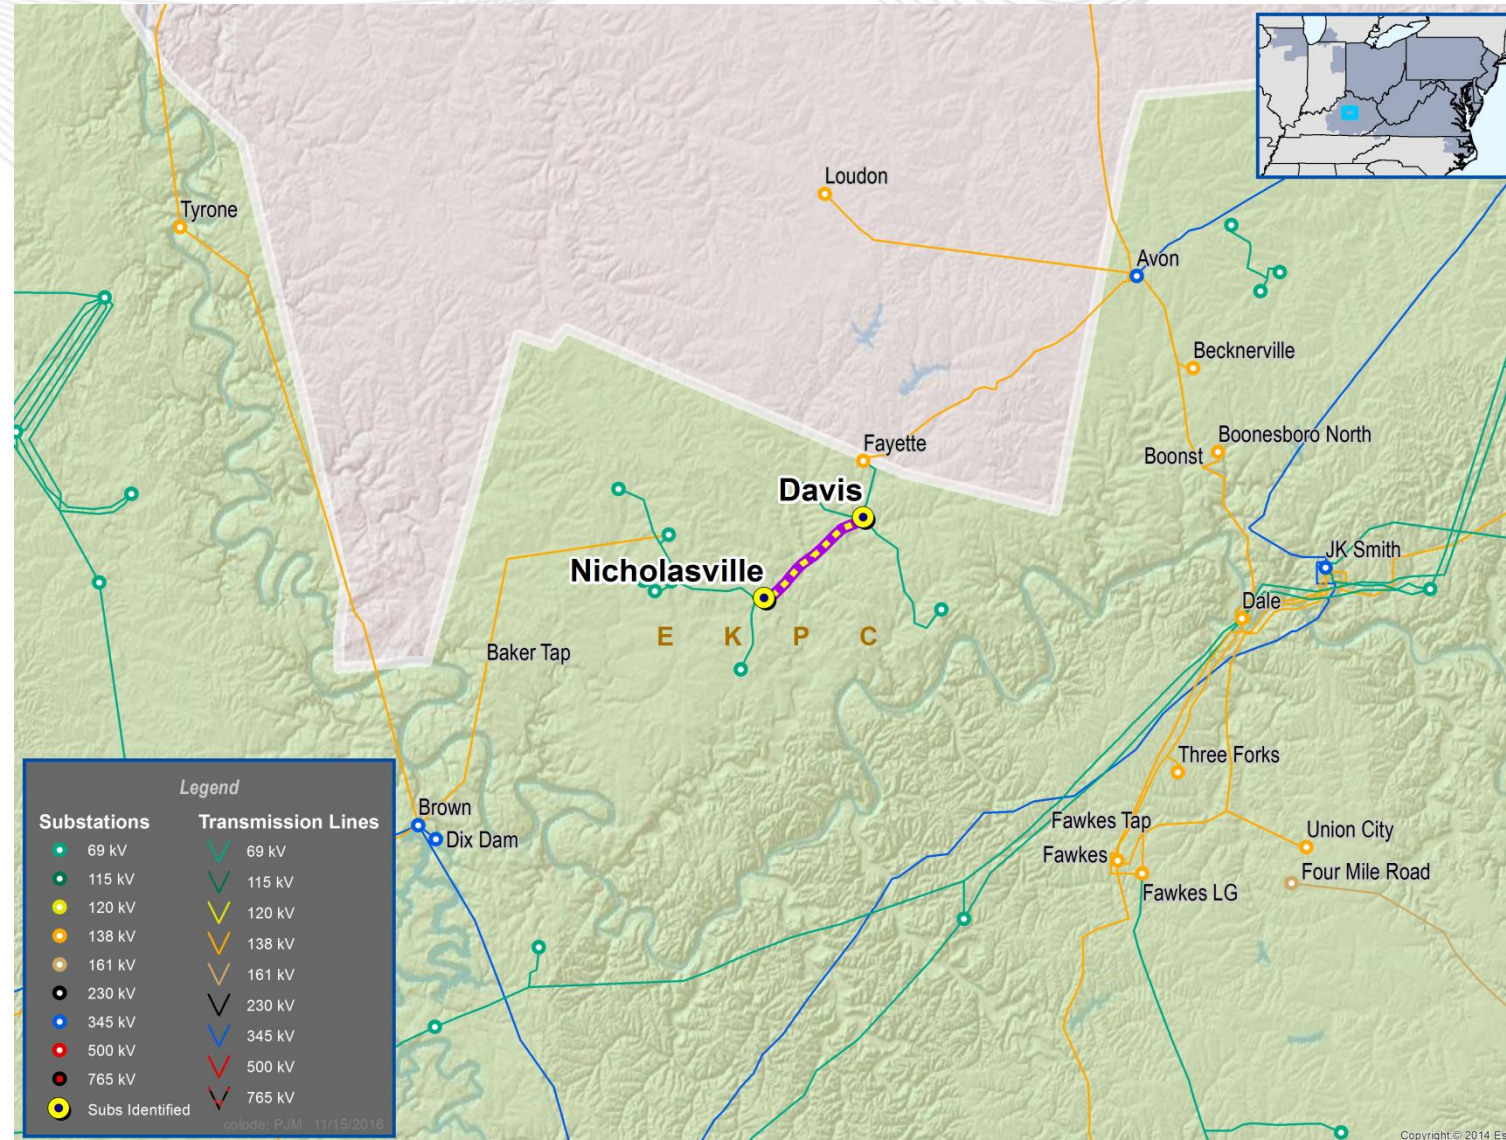 Loudon
Tyrone
Avon
Becknerville
Boonesboro North
Boonst
Fayette
Davis
JK Smith
Nicholasville
Dale
E K P C
Baker Tap
Three Forks
Brown
Dix Dam
Fawkes Tap
Union City
Fawkes
Four Mile Road
Fawkes LG
Legend
Substations Transmission Lines
69 kV 69 kV
115 kV 115 kV
120 kV 120 kV
138 kV 138 kV
161 kV 161 kV
230 kV 230 kV
345 kV 345 kV
500 kV 500 kV
765 kV 765 kV
Subs Identified
colode, PJM 11/15/2016
Copyright:© 2014 Es